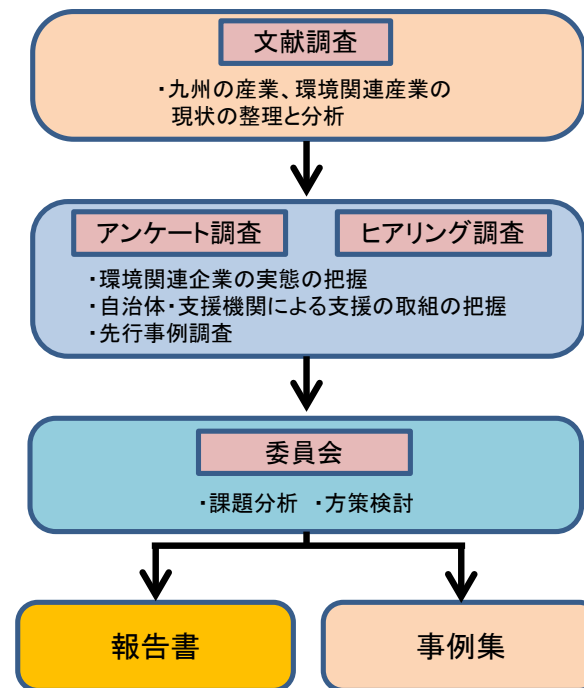 文献調査
・九州の産業、環境関連産業の
現状の整理と分析
アンケート調査
ヒアリング調査
・環境関連企業の実態の把握
・自治体・支援機関による支援の取組の把握
・先行事例調査
委員会
・課題分析 ・方策検討
報告書
事例集